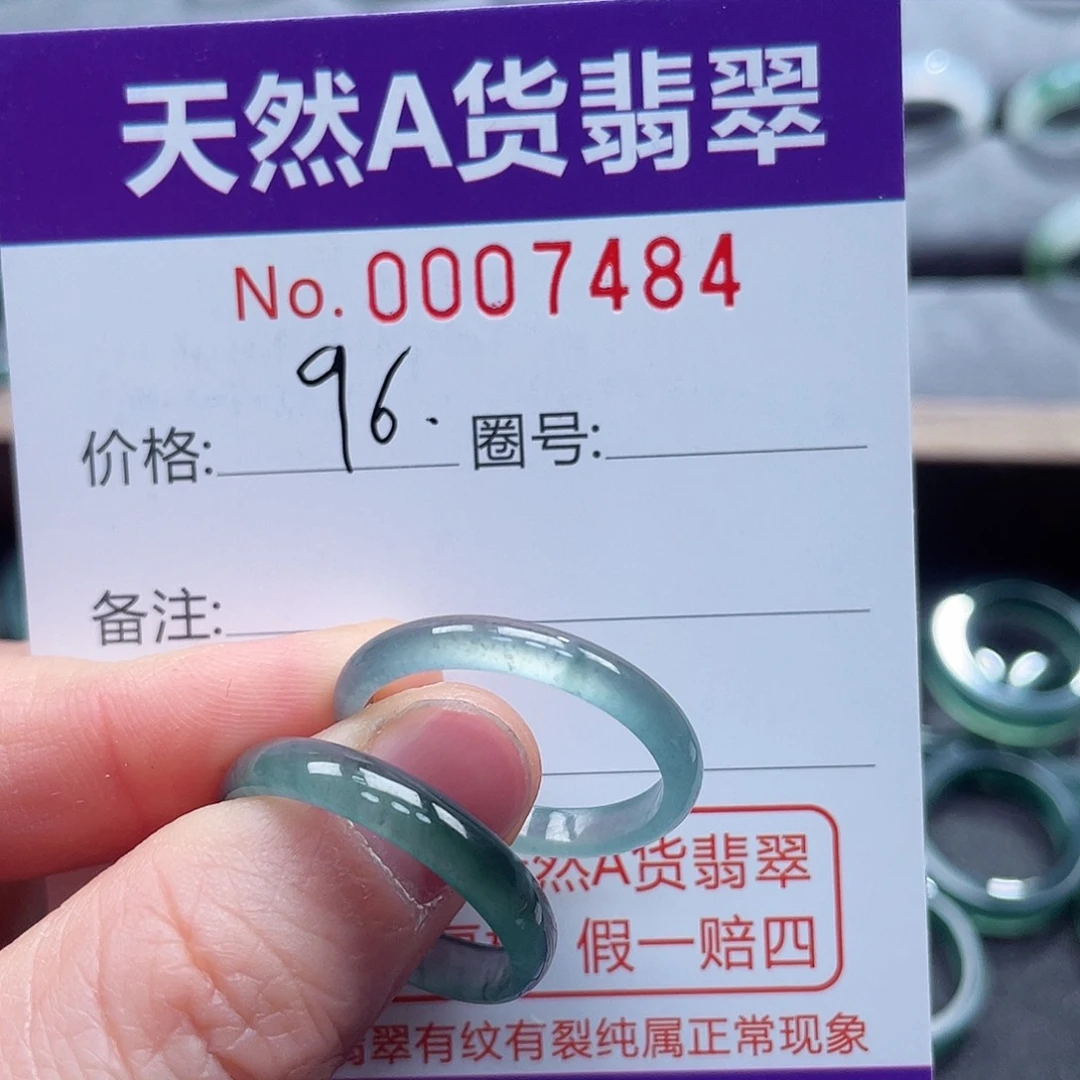 天然A货翡翠
No. 0007484
价格: 96. 圈号:
备注:
然A货翡翠
假一赔四
翡翠有纹有裂纯属正常现象